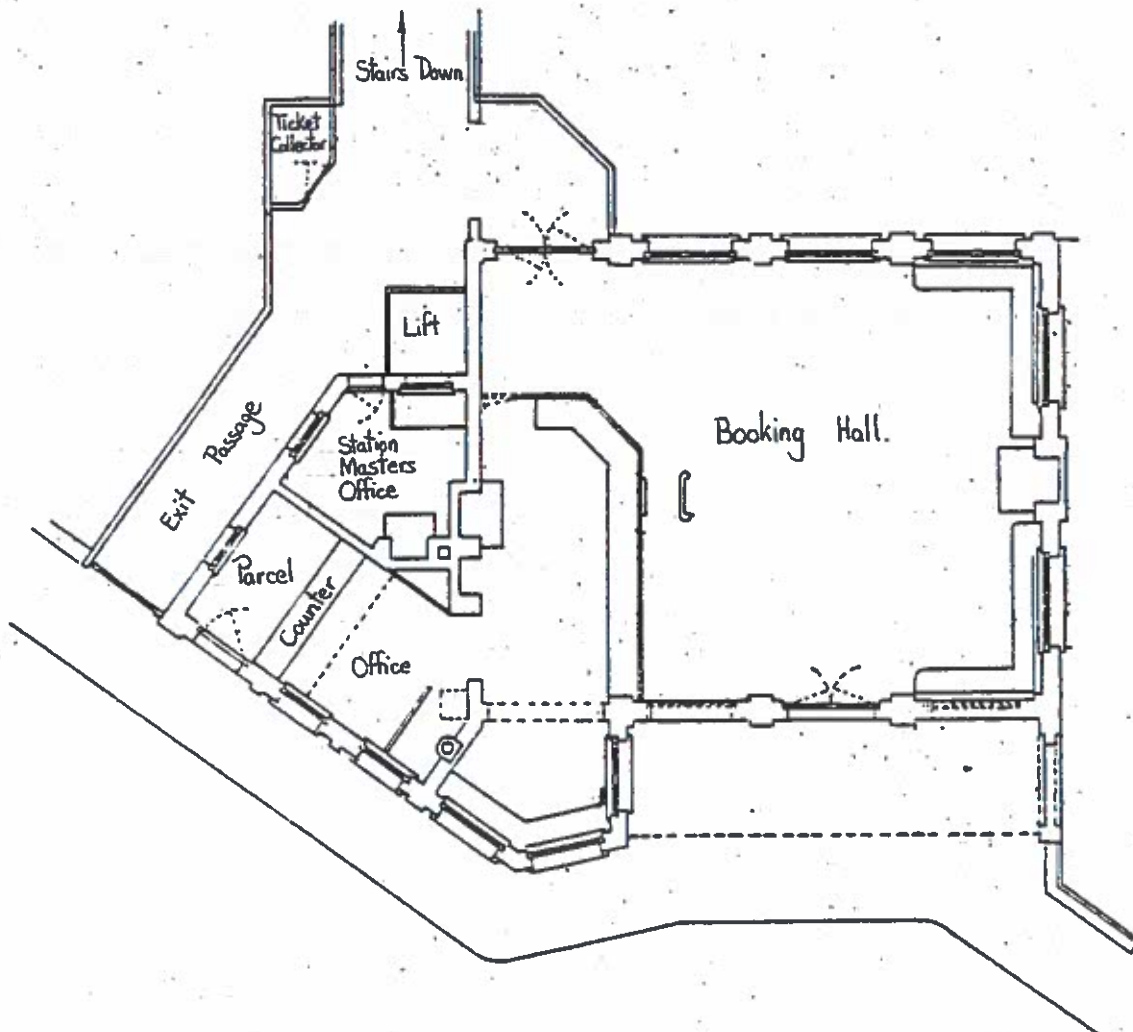 Stairs Down
Ticket
Collector
Lift
Booking Hall.
Exit Passage
Station
Masters
Office
Parcel
Counter
Office